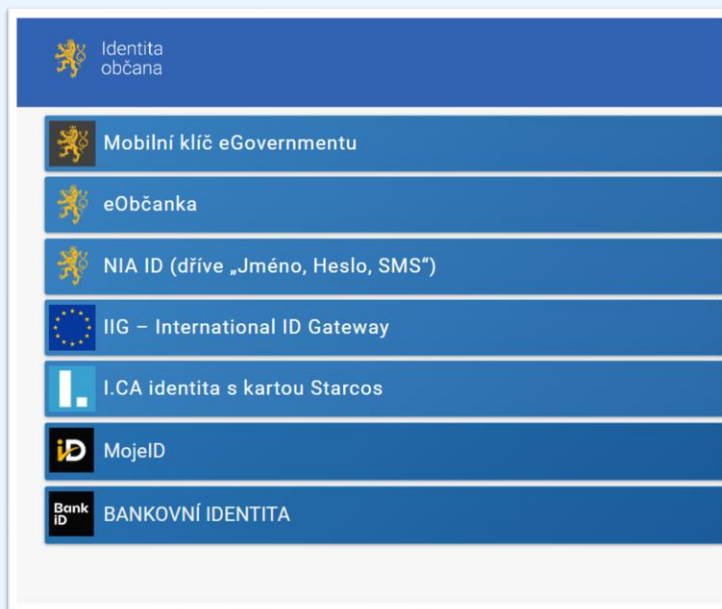 Identita
občana
Mobilní klíč eGovernmentu
eObčanka
NIA ID (dříve „Jméno, Heslo, SMS“)
IIG – International ID Gateway
I.CA identita s kartou Starcos
I.
iD
MojeID
Bank
iD
BANKOVNÍ IDENTITA